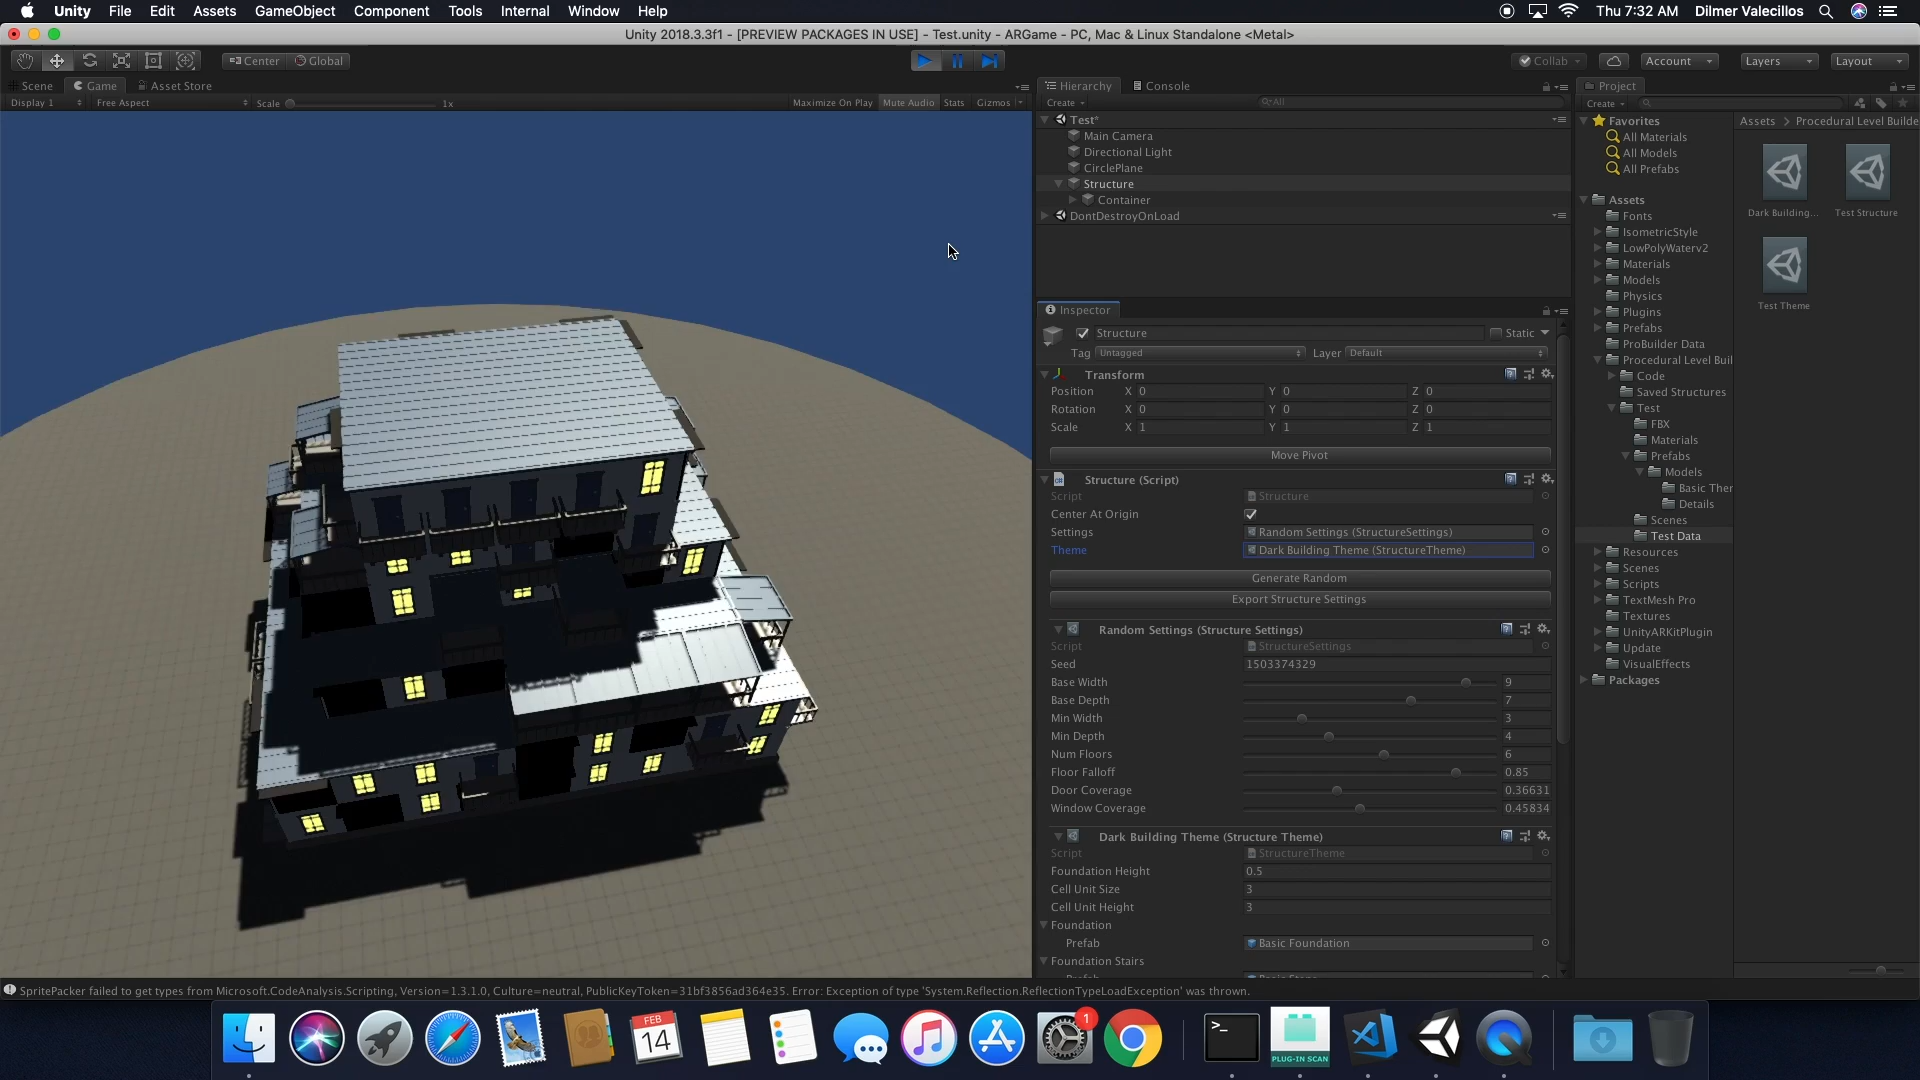 Unity File Edit Assets GameObject Component Tools Internal Window Help
Thu 7:32 AM Dilmer Valecillos
Unity 2018.3.3f1 - [PREVIEW PACKAGES IN USE] - Test.unity - ARGame - PC, Mac & Linux Standalone <Metal>
Center Global
Collab Account Layers Layout
Scene Game Asset Store
Display 1 Free Aspect Scale 1x Maximize On Play Mute Audio Stats Gizmos
Hierarchy Console
Create All
Test*
Main Camera
Directional Light
CirclePlane
Structure
Container
DontDestroyOnLoad
Inspector
Structure Static
Tag Untagged Layer Default
Transform
Position X 0 Y 0 Z 0
Rotation X 0 Y 0 Z 0
Scale X 1 Y 1 Z 1
Move Pivot
Structure (Script)
Script Structure
Center At Origin
Settings Random Settings (StructureSettings)
Theme Dark Building Theme (StructureTheme)
Generate Random
Export Structure Settings
Random Settings (Structure Settings)
Script StructureSettings
Seed 1503374329
Base Width 9
Base Depth 7
Min Width 3
Min Depth 4
Num Floors 6
Floor Falloff 0.85
Door Coverage 0.36631
Window Coverage 0.45834
Dark Building Theme (Structure Theme)
Script StructureTheme
Foundation Height 0.5
Cell Unit Size 3
Cell Unit Height 3
Foundation
Prefab Basic Foundation
Foundation Stairs
Project
Create
Favorites
All Materials
All Models
All Prefabs
Assets
Fonts
IsometricStyle
LowPolyWaterv2
Materials
Models
Physics
Plugins
Prefabs
ProBuilder Data
Procedural Level Buil
Code
Saved Structures
Test
FBX
Materials
Prefabs
Models
Basic Ther
Details
Scenes
Test Data
Resources
Scenes
Scripts
TextMesh Pro
Textures
UnityARKitPlugin
Update
VisualEffects
Packages
Assets > Procedural Level Builde
Dark Building... Test Structure
Test Theme
SpritePacker failed to get types from Microsoft.CodeAnalysis.Scripting, Version=1.3.1.0, Culture=neutral, PublicKeyToken=31bf3856ad364e35. Error: Exception of type 'System.Reflection.ReflectionTypeLoadException' was thrown.
FEB
14
1
>_
PLUG-IN SCAN